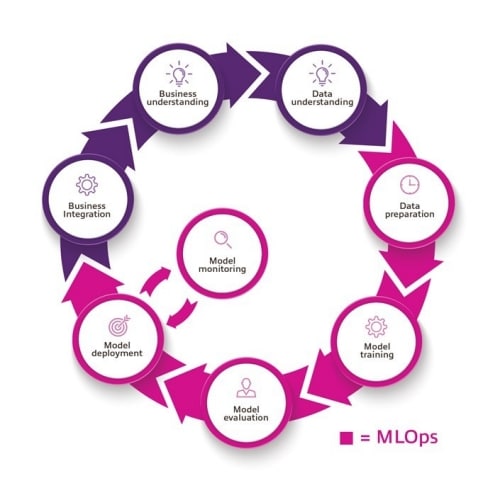 Business
understanding
Data
understanding
Data
preparation
Model
training
Model
evaluation
Model
deployment
Model
monitoring
Business
Integration
= MLOps